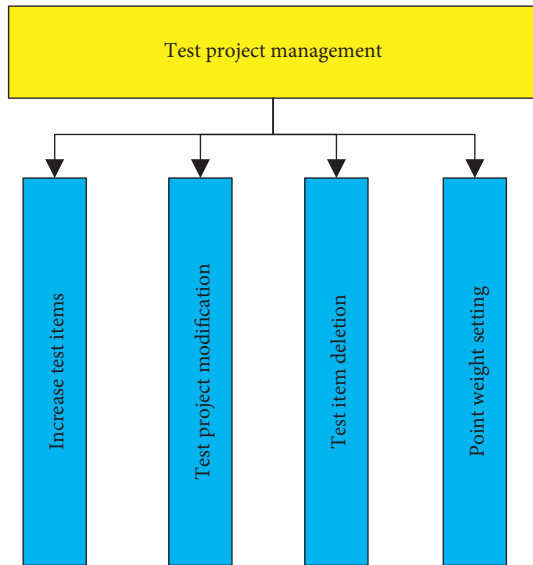 Test project management
Increase test items
Test project modification
Test item deletion
Point weight setting